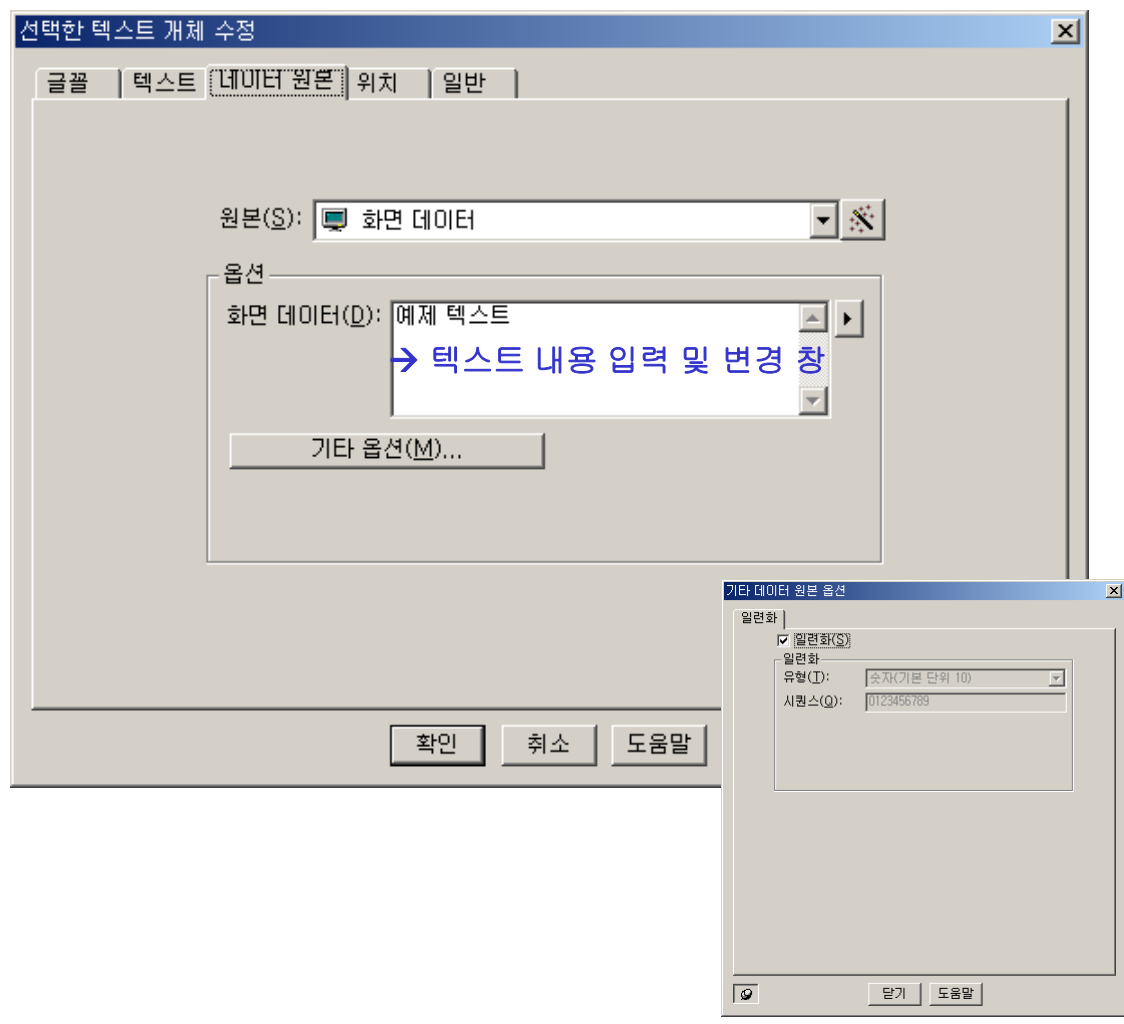 선택한 텍스트 개체 수정
글꼴 텍스트 데이터 원본 위치 일반
원본(S): 화면 데이터
옵션
화면 데이터(D): 예제 텍스트
→ 텍스트 내용 입력 및 변경 창
기타 옵션(M)...
확인 취소 도움말
기타 데이터 원본 옵션
일련화
일련화(S)
일련화
유형(T): 숫자(기본 단위 10)
시퀀스(Q): 0123456789
닫기 도움말